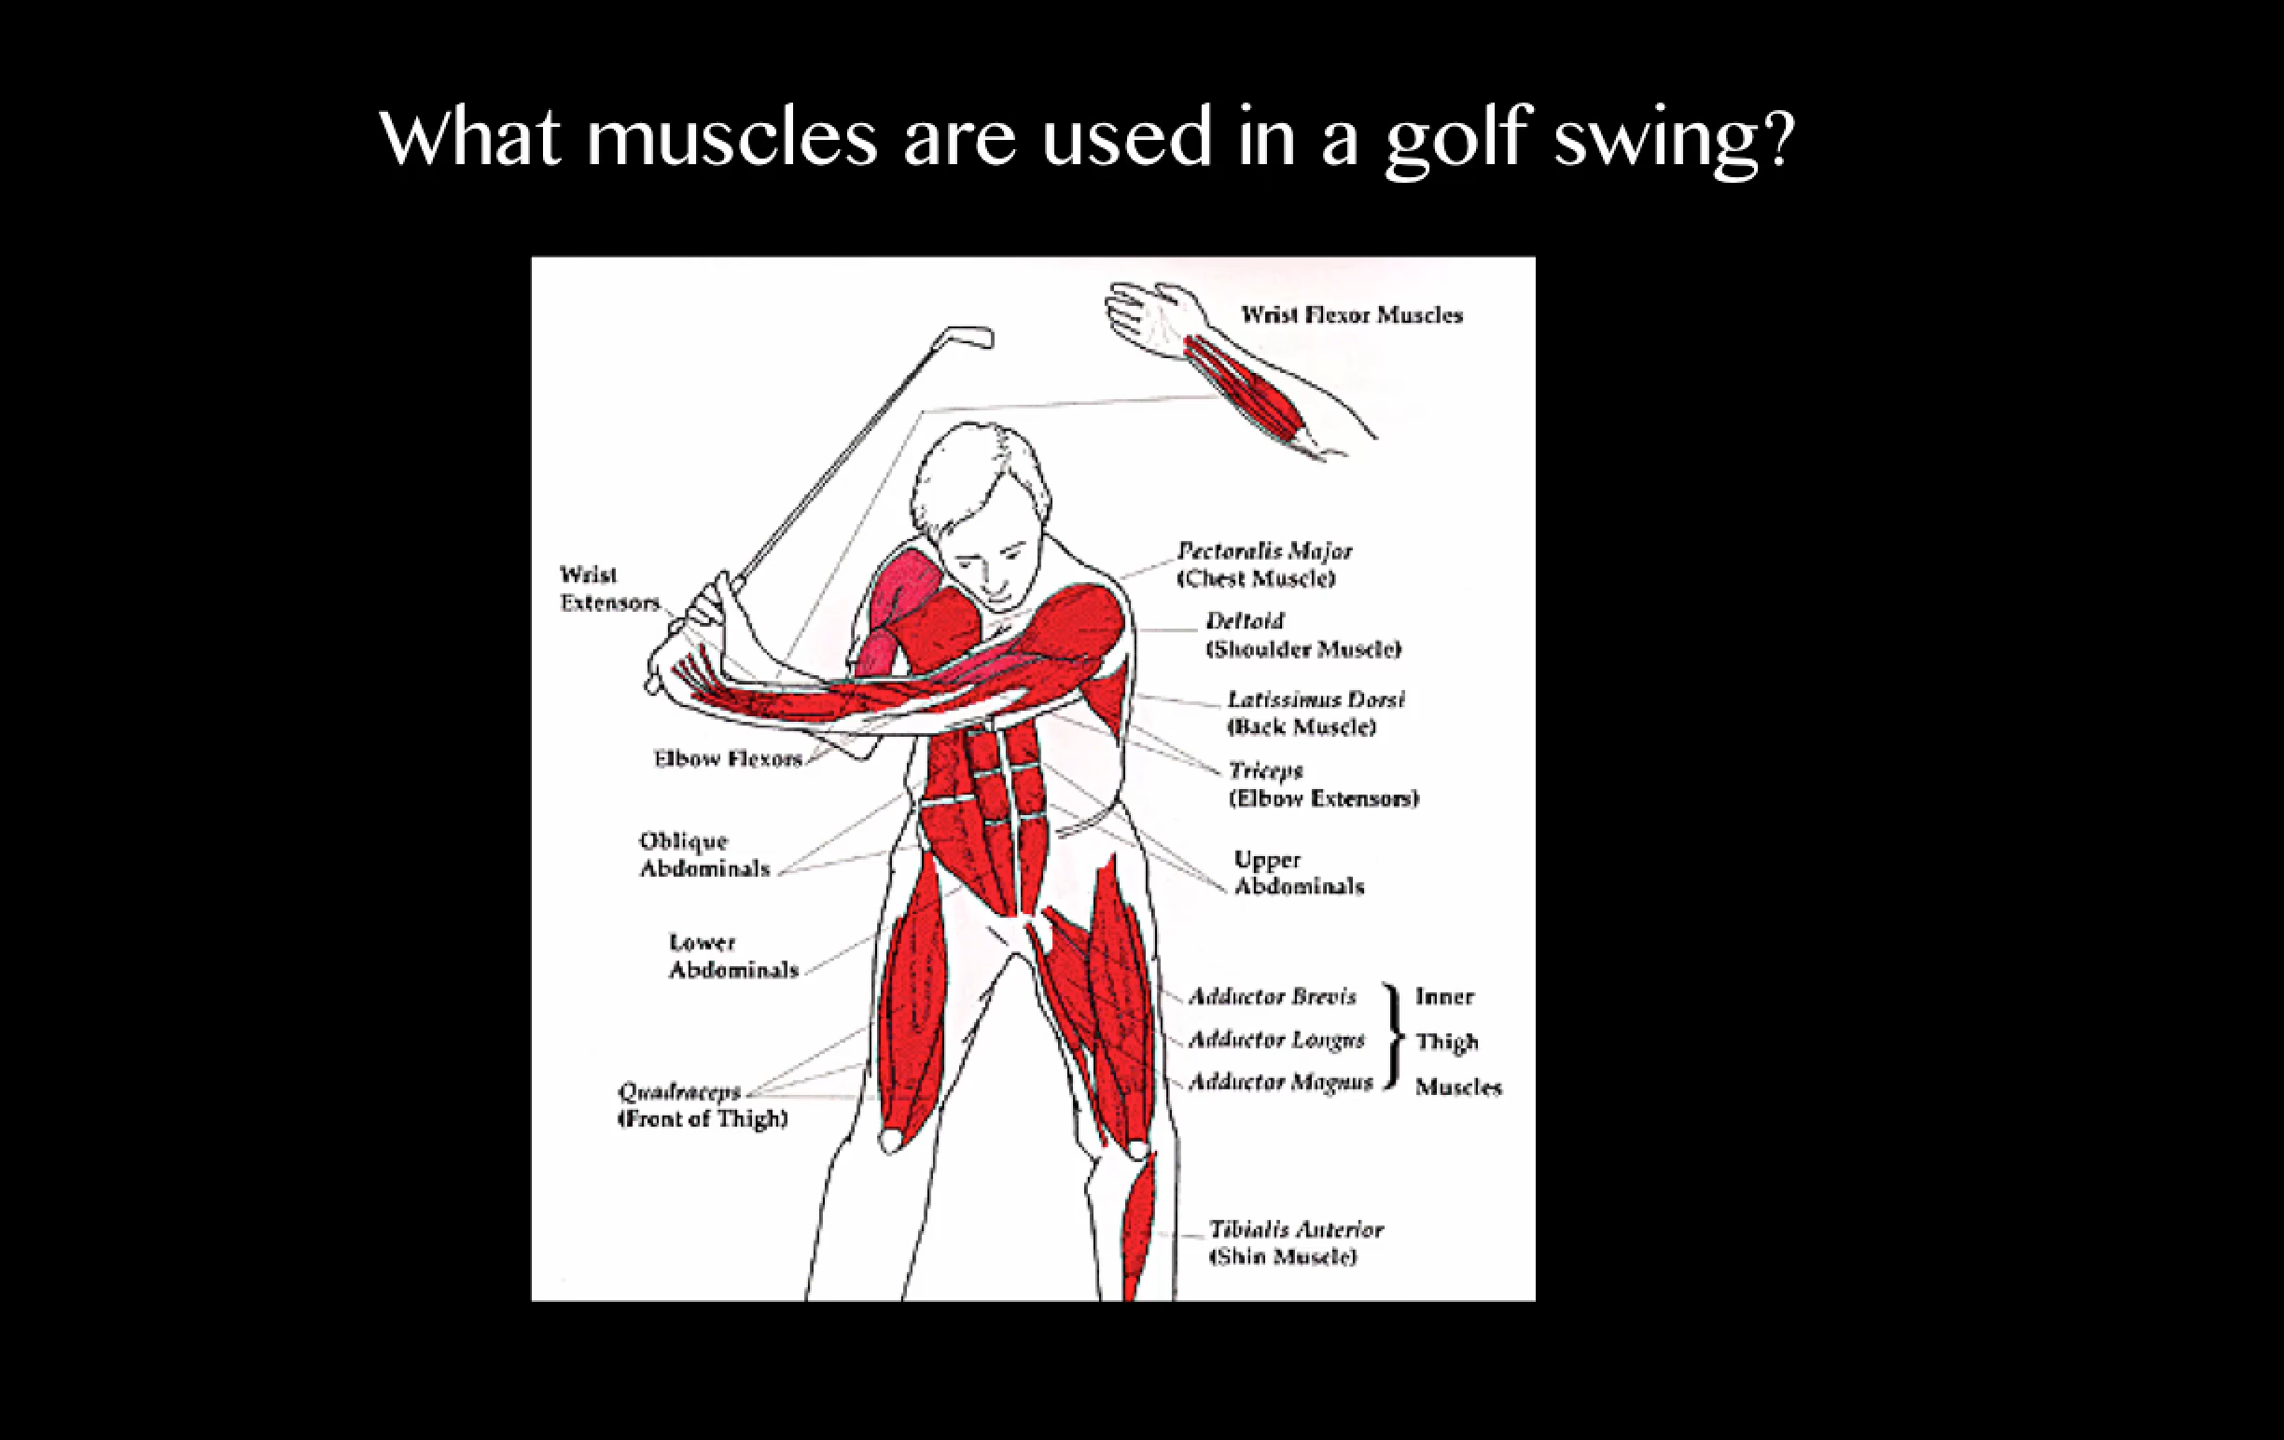 What muscles are used in a golf swing?
Wrist Flexor Muscles
Pectoralis Major
(Chest Muscle)
Wrist
Extensors
Deltoid
(Shoulder Muscle)
Latissimus Dorsi
(Back Muscle)
Elbow Flexors
Triceps
(Elbow Extensors)
Oblique
Abdominals
Upper
Abdominals
Lower
Abdominals
Adductor Brevis
Adductor Longus
Adductor Magnus
Inner
Thigh
Muscles
Quadraceps
(Front of Thigh)
Tibialis Anterior
(Shin Muscle)